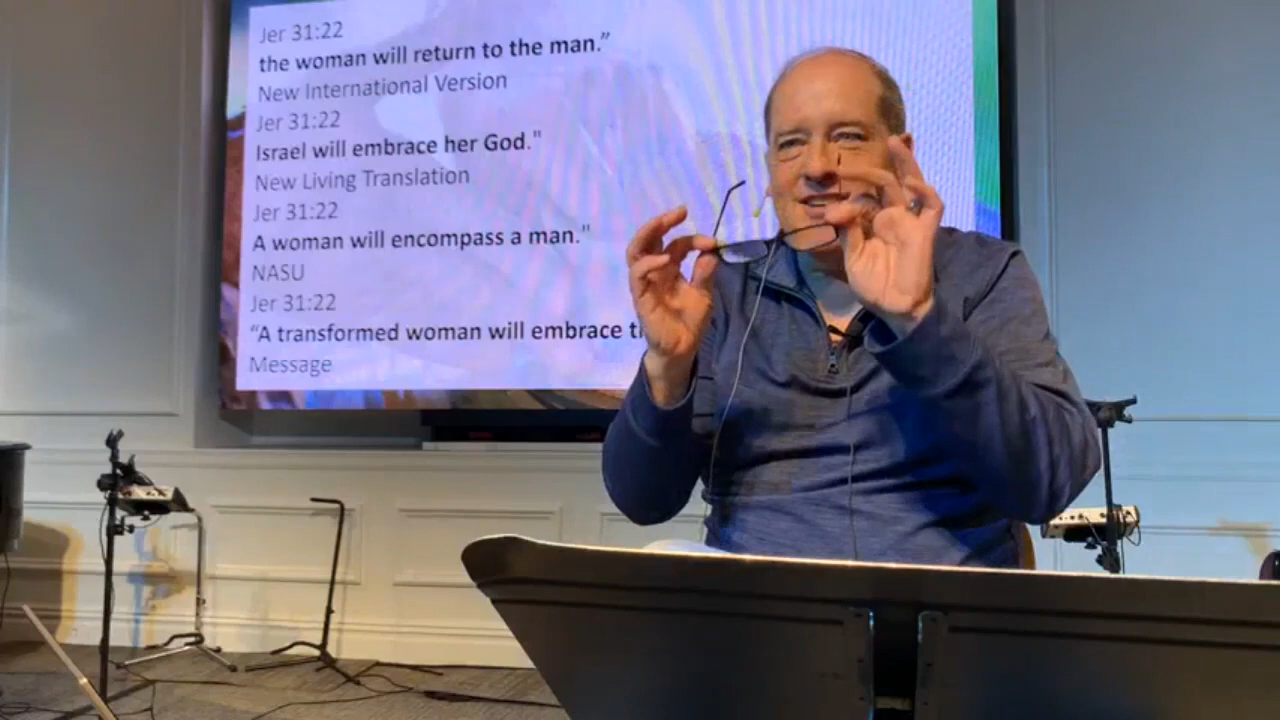 Jer 31:22
the woman will return to the man.”
New International Version
Jer 31:22
Israel will embrace her God."
New Living Translation
Jer 31:22
A woman will encompass a man."
NASU
Jer 31:22
“A transformed woman will embrace
Message